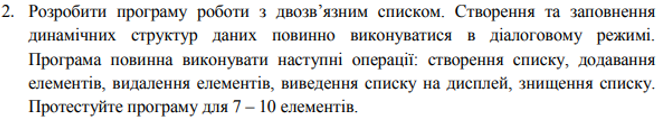 2. Розробити програму роботи з двозв’язним списком. Створення та заповнення
динамічних структур даних повинно виконуватися в діалоговому режимі.
Програма повинна виконувати наступні операції: створення списку, додавання
елементів, видалення елементів, виведення списку на дисплей, знищення списку.
Протестуйте програму для 7 – 10 елементів.